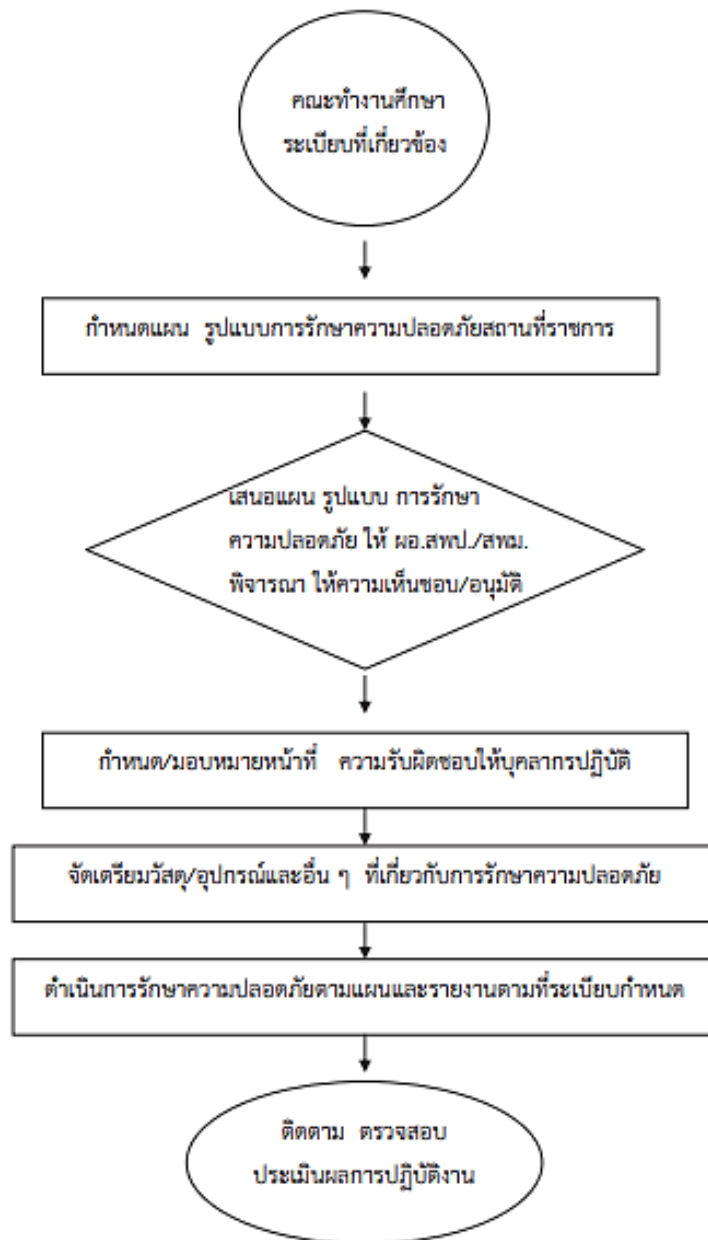 คณะทำงานศึกษา
ระเบียบที่เกี่ยวข้อง
กำหนดแผน รูปแบบการรักษาความปลอดภัยสถานที่ราชการ
เสนอแผน รูปแบบ การรักษา
ความปลอดภัย ให้ ผอ.สพป./สพม.
พิจารณา ให้ความเห็นชอบ/อนุมัติ
กำหนด/มอบหมายหน้าที่ ความรับผิดชอบให้บุคลากรปฏิบัติ
จัดเตรียมวัสดุ/อุปกรณ์และอื่น ๆ ที่เกี่ยวกับการรักษาความปลอดภัย
ดำเนินการรักษาความปลอดภัยตามแผนและรายงานตามที่ระเบียบกำหนด
ติดตาม ตรวจสอบ
ประเมินผลการปฏิบัติงาน